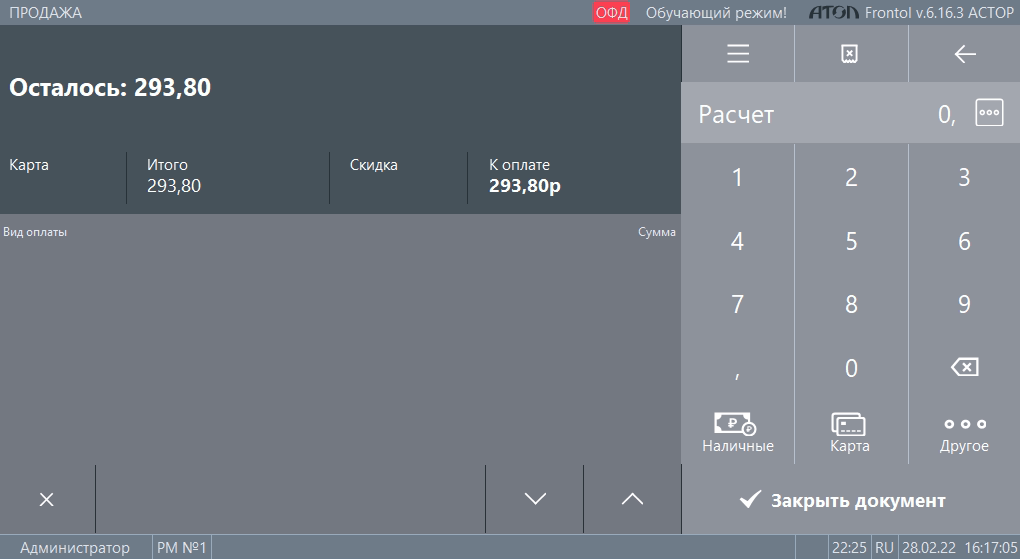 ПРОДАЖА ОФД Обучающий режим! АТОЛ Frontol v.6.16.3 АСТОР
Осталось: 293,80
Карта Итого Скидка К оплате
293,80 293,80р
Вид оплаты Сумма
Расчет 0,
1 2 3
4 5 6
7 8 9
, 0
Наличные Карта Другое
Закрыть документ
Администратор РМ №1 22:25 RU 28.02.22 16:17:05